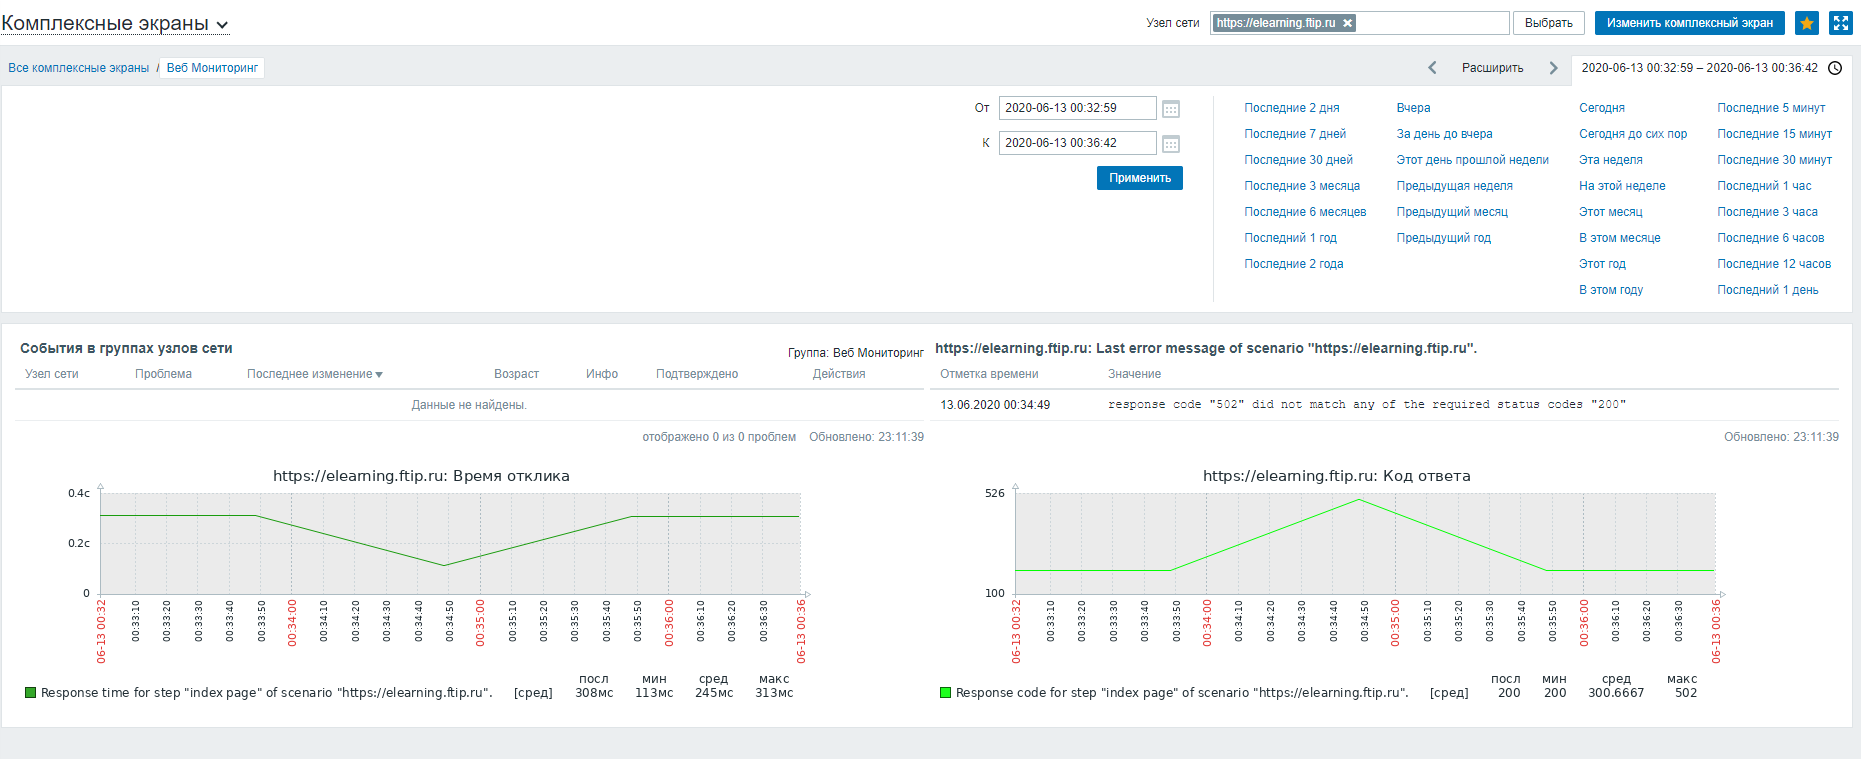 Комплексные экраны
Узел сети https://elearning.ftip.ru Выбрать Изменить комплексный экран
Все комплексные экраны / Веб Мониторинг
Расширить 2020-06-13 00:32:59 – 2020-06-13 00:36:42
От 2020-06-13 00:32:59
К 2020-06-13 00:36:42
Применить
Последние 2 дня Вчера Сегодня Последние 5 минут
Последние 7 дней За день до вчера Сегодня до сих пор Последние 15 минут
Последние 30 дней Этот день прошлой недели Эта неделя Последние 30 минут
Последние 3 месяца Предыдущая неделя На этой неделе Последний 1 час
Последние 6 месяцев Предыдущий месяц Этот месяц Последние 3 часа
Последний 1 год Предыдущий год В этом месяце Последние 6 часов
Последние 2 года Этот год Последние 12 часов
В этом году Последний 1 день
События в группах узлов сети
Группа: Веб Мониторинг
Узел сети Проблема Последнее изменение Возраст Инфо Подтверждено Действия
Данные не найдены.
отображено 0 из 0 проблем Обновлено: 23:11:39
https://elearning.ftip.ru: Last error message of scenario "https://elearning.ftip.ru".
Отметка времени Значение
13.06.2020 00:34:49 response code "502" did not match any of the required status codes "200"
Обновлено: 23:11:39
https://elearning.ftip.ru: Время отклика
0.4с
0.2с
0
06-13 00:32 00:33:10 00:33:20 00:33:30 00:33:40 00:33:50 00:34:00 00:34:10 00:34:20 00:34:30 00:34:40 00:34:50 00:35:00 00:35:10 00:35:20 00:35:30 00:35:40 00:35:50 00:36:00 00:36:10 00:36:20 00:36:30 06-13 00:36
посл мин сред макс
Response time for step "index page" of scenario "https://elearning.ftip.ru". [сред] 308мс 113мс 245мс 313мс
https://elearning.ftip.ru: Код ответа
526
100
06-13 00:32 00:33:10 00:33:20 00:33:30 00:33:40 00:33:50 00:34:00 00:34:10 00:34:20 00:34:30 00:34:40 00:34:50 00:35:00 00:35:10 00:35:20 00:35:30 00:35:40 00:35:50 00:36:00 00:36:10 00:36:20 00:36:30 06-13 00:36
посл мин сред макс
Response code for step "index page" of scenario "https://elearning.ftip.ru". [сред] 200 200 300.6667 502